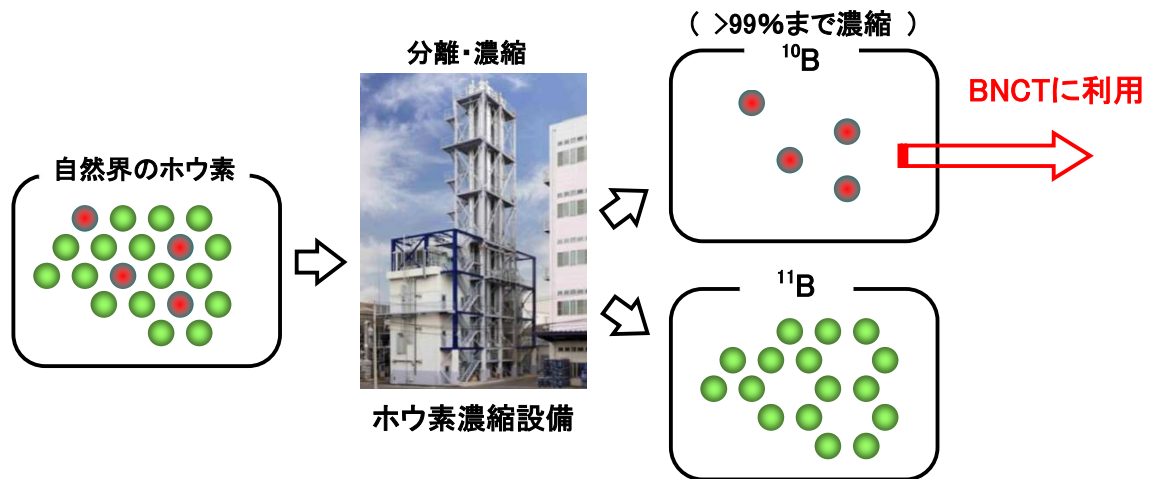 自然界のホウ素
分離・濃縮
ホウ素濃縮設備
( >99%まで濃縮 )
¹⁰B
BNCTに利用
¹¹B